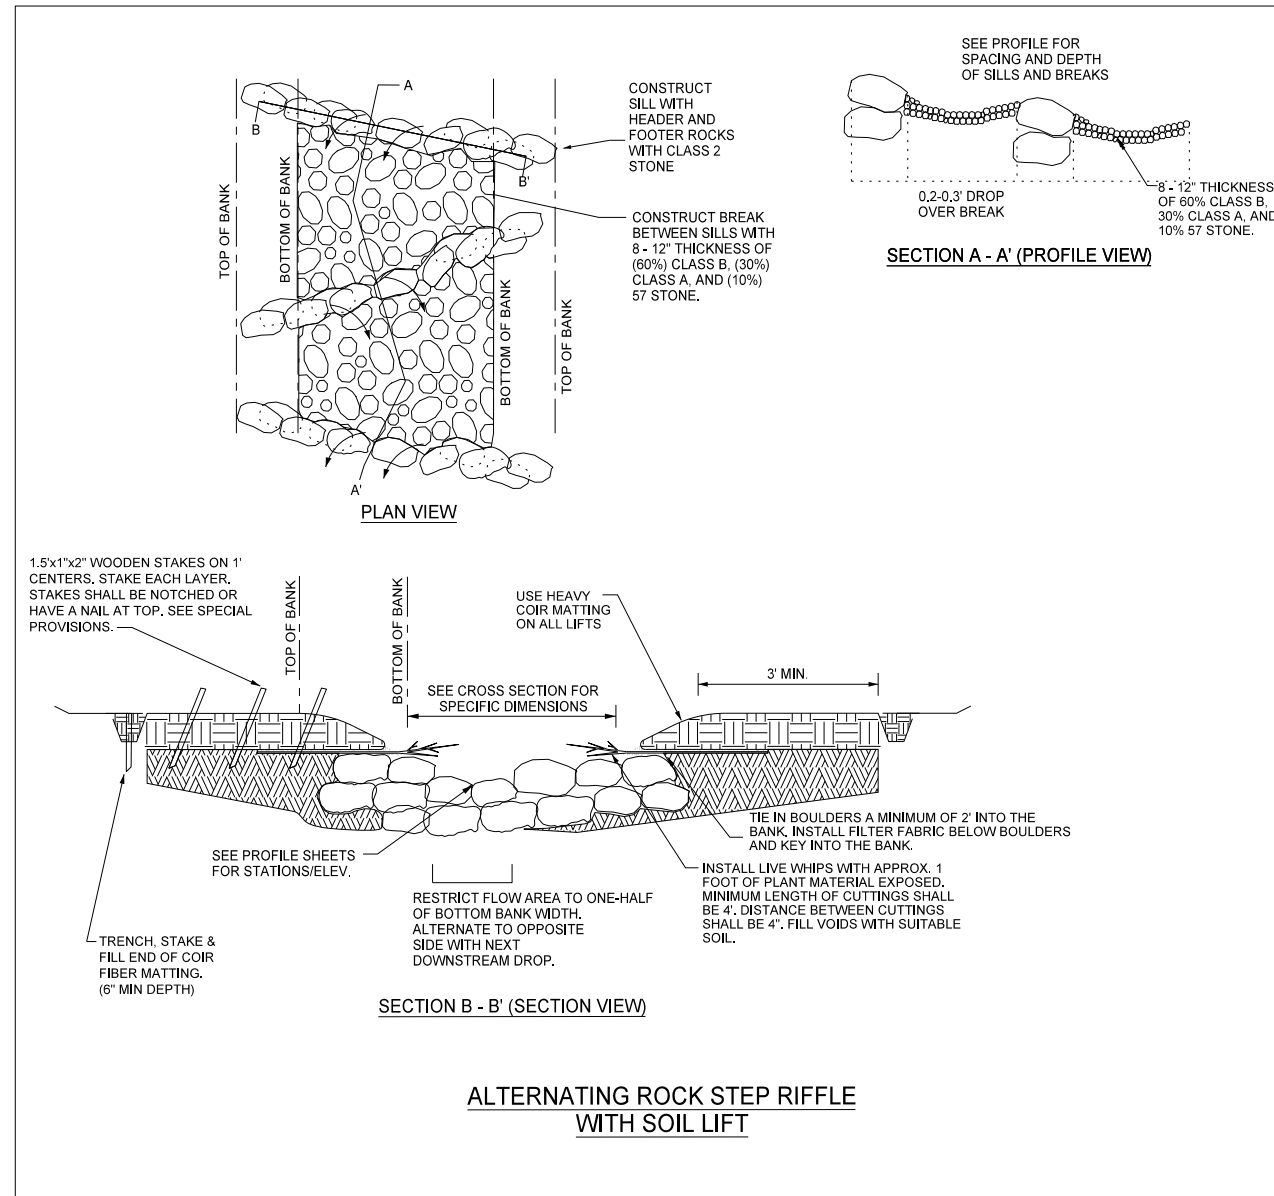 SEE PROFILE FOR
SPACING AND DEPTH
OF SILLS AND BREAKS
A
B
B'
CONSTRUCT
SILL WITH
HEADER AND
FOOTER ROCKS
WITH CLASS 2
STONE
TOP OF BANK
BOTTOM OF BANK
CONSTRUCT BREAK
BETWEEN SILLS WITH
8 - 12" THICKNESS OF
(60%) CLASS B, (30%)
CLASS A, AND (10%)
57 STONE.
BOTTOM OF BANK
TOP OF BANK
A'
PLAN VIEW
0.2-0.3' DROP
OVER BREAK
8 - 12" THICKNESS
OF 60% CLASS B,
30% CLASS A, AND
10% 57 STONE.
SECTION A - A' (PROFILE VIEW)
1.5'x1"x2" WOODEN STAKES ON 1'
CENTERS. STAKE EACH LAYER.
STAKES SHALL BE NOTCHED OR
HAVE A NAIL AT TOP. SEE SPECIAL
PROVISIONS.
TOP OF BANK
BOTTOM OF BANK
USE HEAVY
COIR MATTING
ON ALL LIFTS
SEE CROSS SECTION FOR
SPECIFIC DIMENSIONS
3' MIN.
TIE IN BOULDERS A MINIMUM OF 2' INTO THE
BANK. INSTALL FILTER FABRIC BELOW BOULDERS
AND KEY INTO THE BANK.
SEE PROFILE SHEETS
FOR STATIONS/ELEV.
INSTALL LIVE WHIPS WITH APPROX. 1
FOOT OF PLANT MATERIAL EXPOSED.
MINIMUM LENGTH OF CUTTINGS SHALL
BE 4'. DISTANCE BETWEEN CUTTINGS
SHALL BE 4". FILL VOIDS WITH SUITABLE
SOIL.
RESTRICT FLOW AREA TO ONE-HALF
OF BOTTOM BANK WIDTH.
ALTERNATE TO OPPOSITE
SIDE WITH NEXT
DOWNSTREAM DROP.
TRENCH, STAKE &
FILL END OF COIR
FIBER MATTING.
(6" MIN DEPTH)
SECTION B - B' (SECTION VIEW)
ALTERNATING ROCK STEP RIFFLE
WITH SOIL LIFT